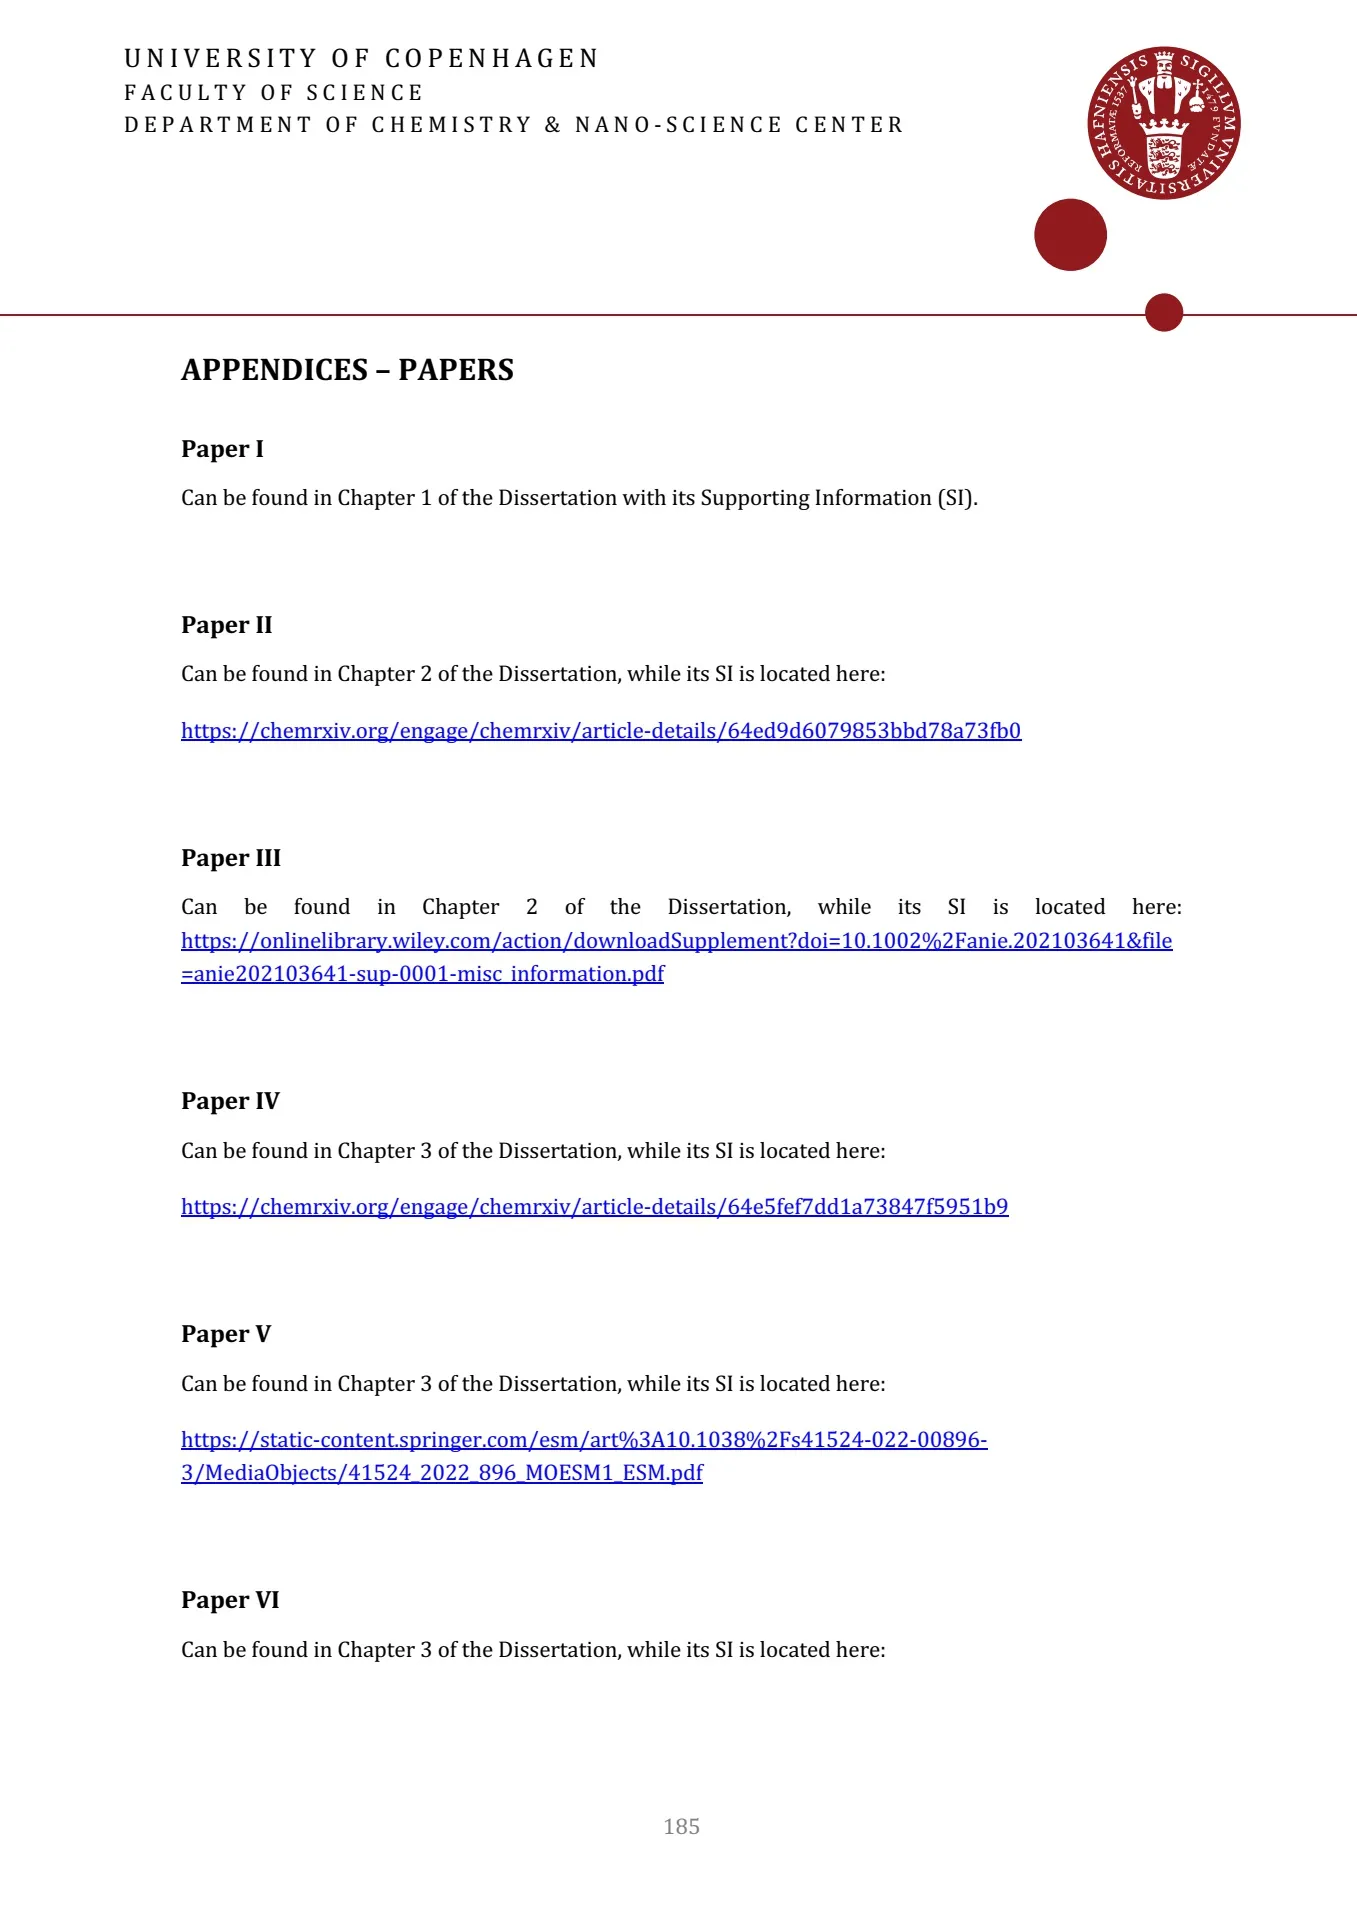 UNIVERSITY OF COPENHAGEN
FACULTY OF SCIENCE
DEPARTMENT OF CHEMISTRY & NANO-SCIENCE CENTER
SIGILLVM VNIVERSITATIS HAFNIENSIS
1479 FVNDATÆ
REFORMATÆ 1537
APPENDICES – PAPERS
Paper I
Can be found in Chapter 1 of the Dissertation with its Supporting Information (SI).
Paper II
Can be found in Chapter 2 of the Dissertation, while its SI is located here:
https://chemrxiv.org/engage/chemrxiv/article-details/64ed9d6079853bbd78a73fb0
Paper III
Can be found in Chapter 2 of the Dissertation, while its SI is located here:
https://onlinelibrary.wiley.com/action/downloadSupplement?doi=10.1002%2Fanie.202103641&file
=anie202103641-sup-0001-misc_information.pdf
Paper IV
Can be found in Chapter 3 of the Dissertation, while its SI is located here:
https://chemrxiv.org/engage/chemrxiv/article-details/64e5fef7dd1a73847f5951b9
Paper V
Can be found in Chapter 3 of the Dissertation, while its SI is located here:
https://static-content.springer.com/esm/art%3A10.1038%2Fs41524-022-00896-
3/MediaObjects/41524_2022_896_MOESM1_ESM.pdf
Paper VI
Can be found in Chapter 3 of the Dissertation, while its SI is located here:
185